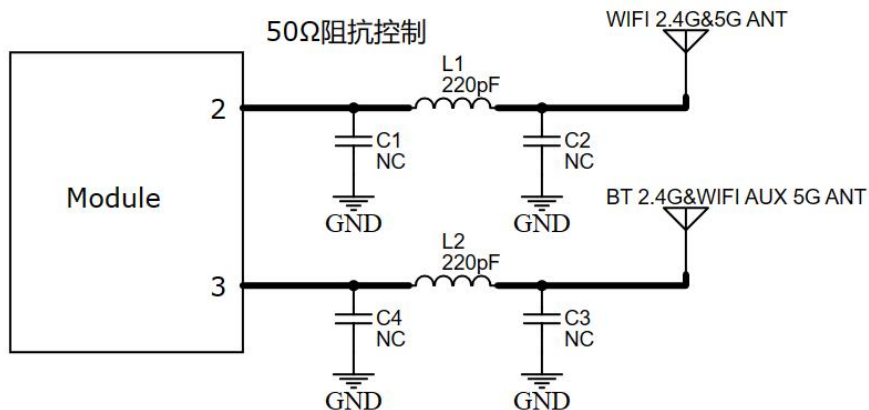 WIFI 2.4G&5G ANT
50Ω阻抗控制
L1
220pF
2
C1
NC
C2
NC
GND
GND
Module
BT 2.4G&WIFI AUX 5G ANT
L2
220pF
3
C4
NC
C3
NC
GND
GND